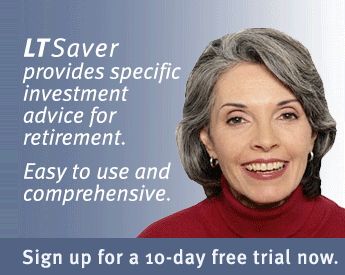 LTSaver
provides specific
investment
advice for
retirement.
Easy to use and
comprehensive.
Sign up for a 10-day free trial now.